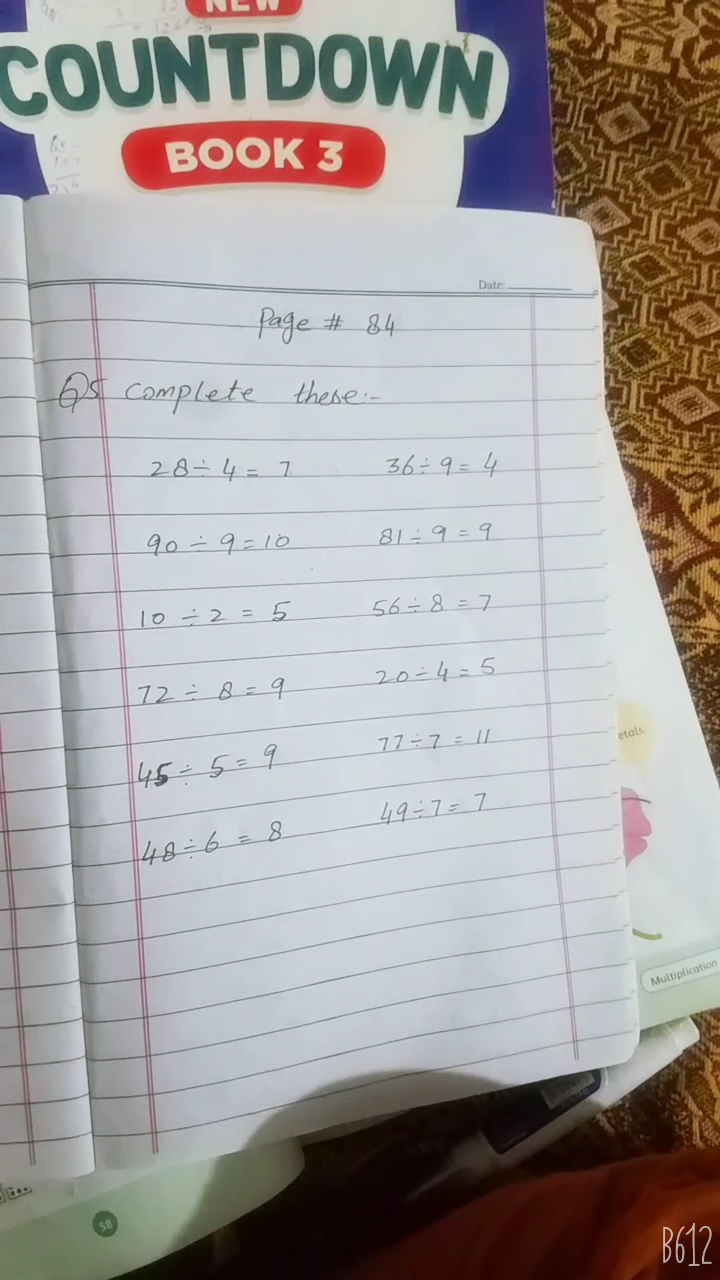 NEW
COUNTDOWN
BOOK 3
Date:
Page # 84
Q5 complete these:-
28 ÷ 4 = 7 36 ÷ 9 = 4
90 ÷ 9 = 10 81 ÷ 9 = 9
10 ÷ 2 = 5 56 ÷ 8 = 7
72 ÷ 8 = 9 20 ÷ 4 = 5
45 ÷ 5 = 9 77 ÷ 7 = 11
48 ÷ 6 = 8 49 ÷ 7 = 7
etals.
Multiplication
58
B612